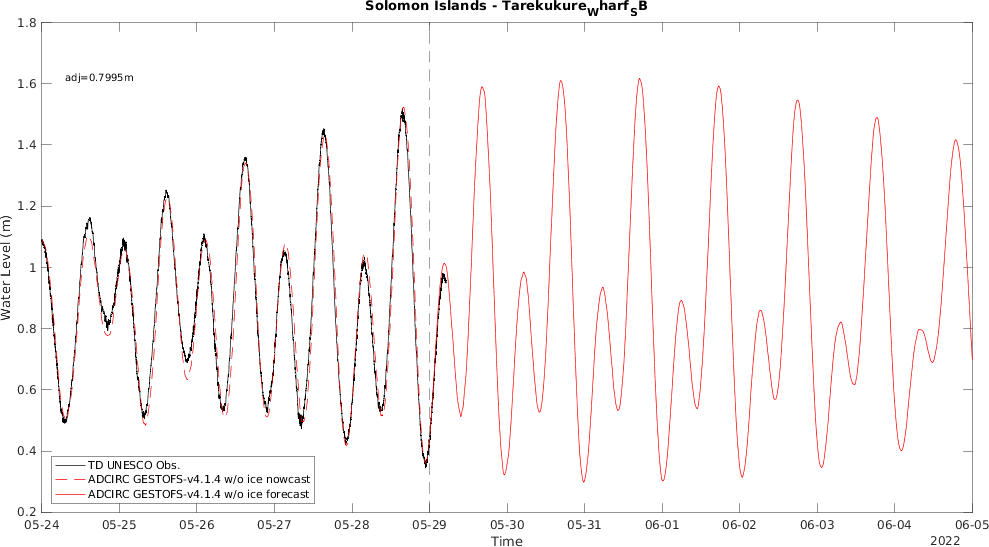 Solomon Islands - TarekukureWharfSB
adj=0.7995m
Water Level (m)
1.8
1.6
1.4
1.2
1
0.8
0.6
0.4
0.2
TD UNESCO Obs.
ADCIRC GESTOFS-v4.1.4 w/o ice nowcast
ADCIRC GESTOFS-v4.1.4 w/o ice forecast
05-24 05-25 05-26 05-27 05-28 05-29 05-30 05-31 06-01 06-02 06-03 06-04 06-05
Time
2022